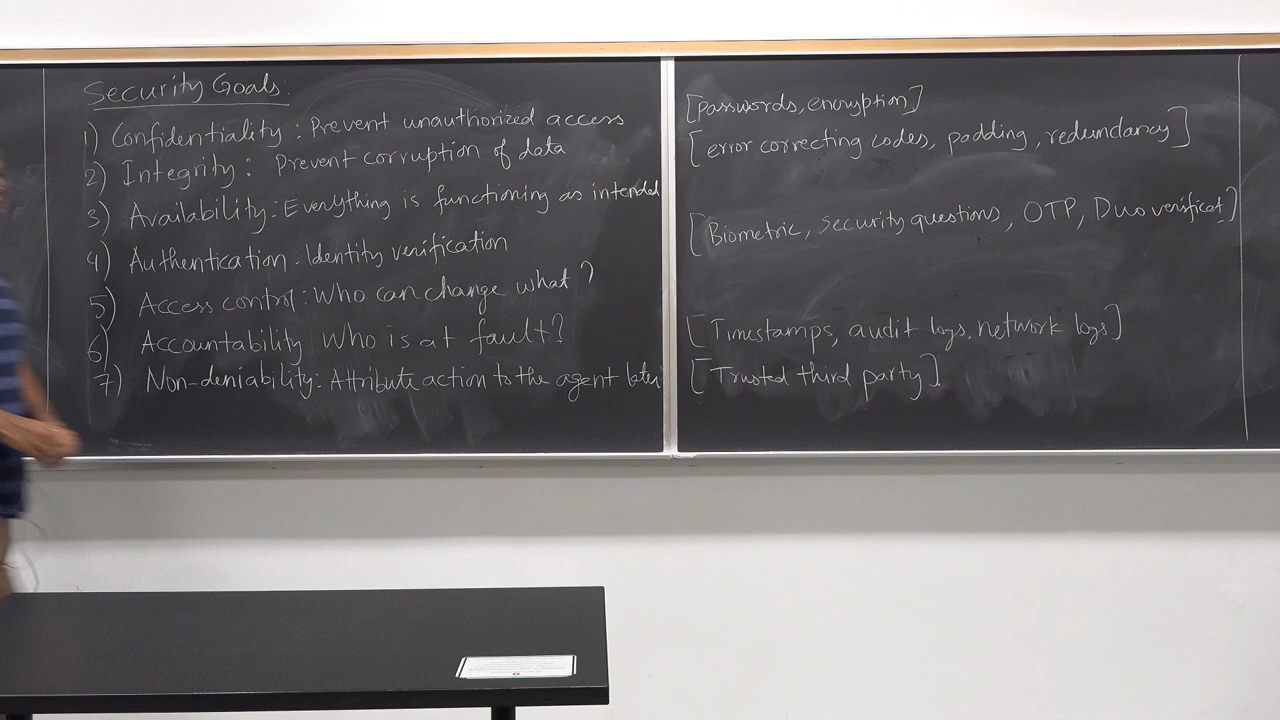 Security Goals:
1) Confidentiality : Prevent unauthorized access
2) Integrity : Prevent corruption of data
3) Availability : Everything is functioning as intended
4) Authentication - Identity verification
5) Access control : Who can change what?
6) Accountability Who is at fault?
7) Non-deniability : Attribute action to the agent later
[Passwords, encryption]
[error correcting codes, padding, redundancy]
[Biometric, Security questions, OTP, Duo verificat]
[Timestamps, audit logs, network logs]
[Trusted third party]